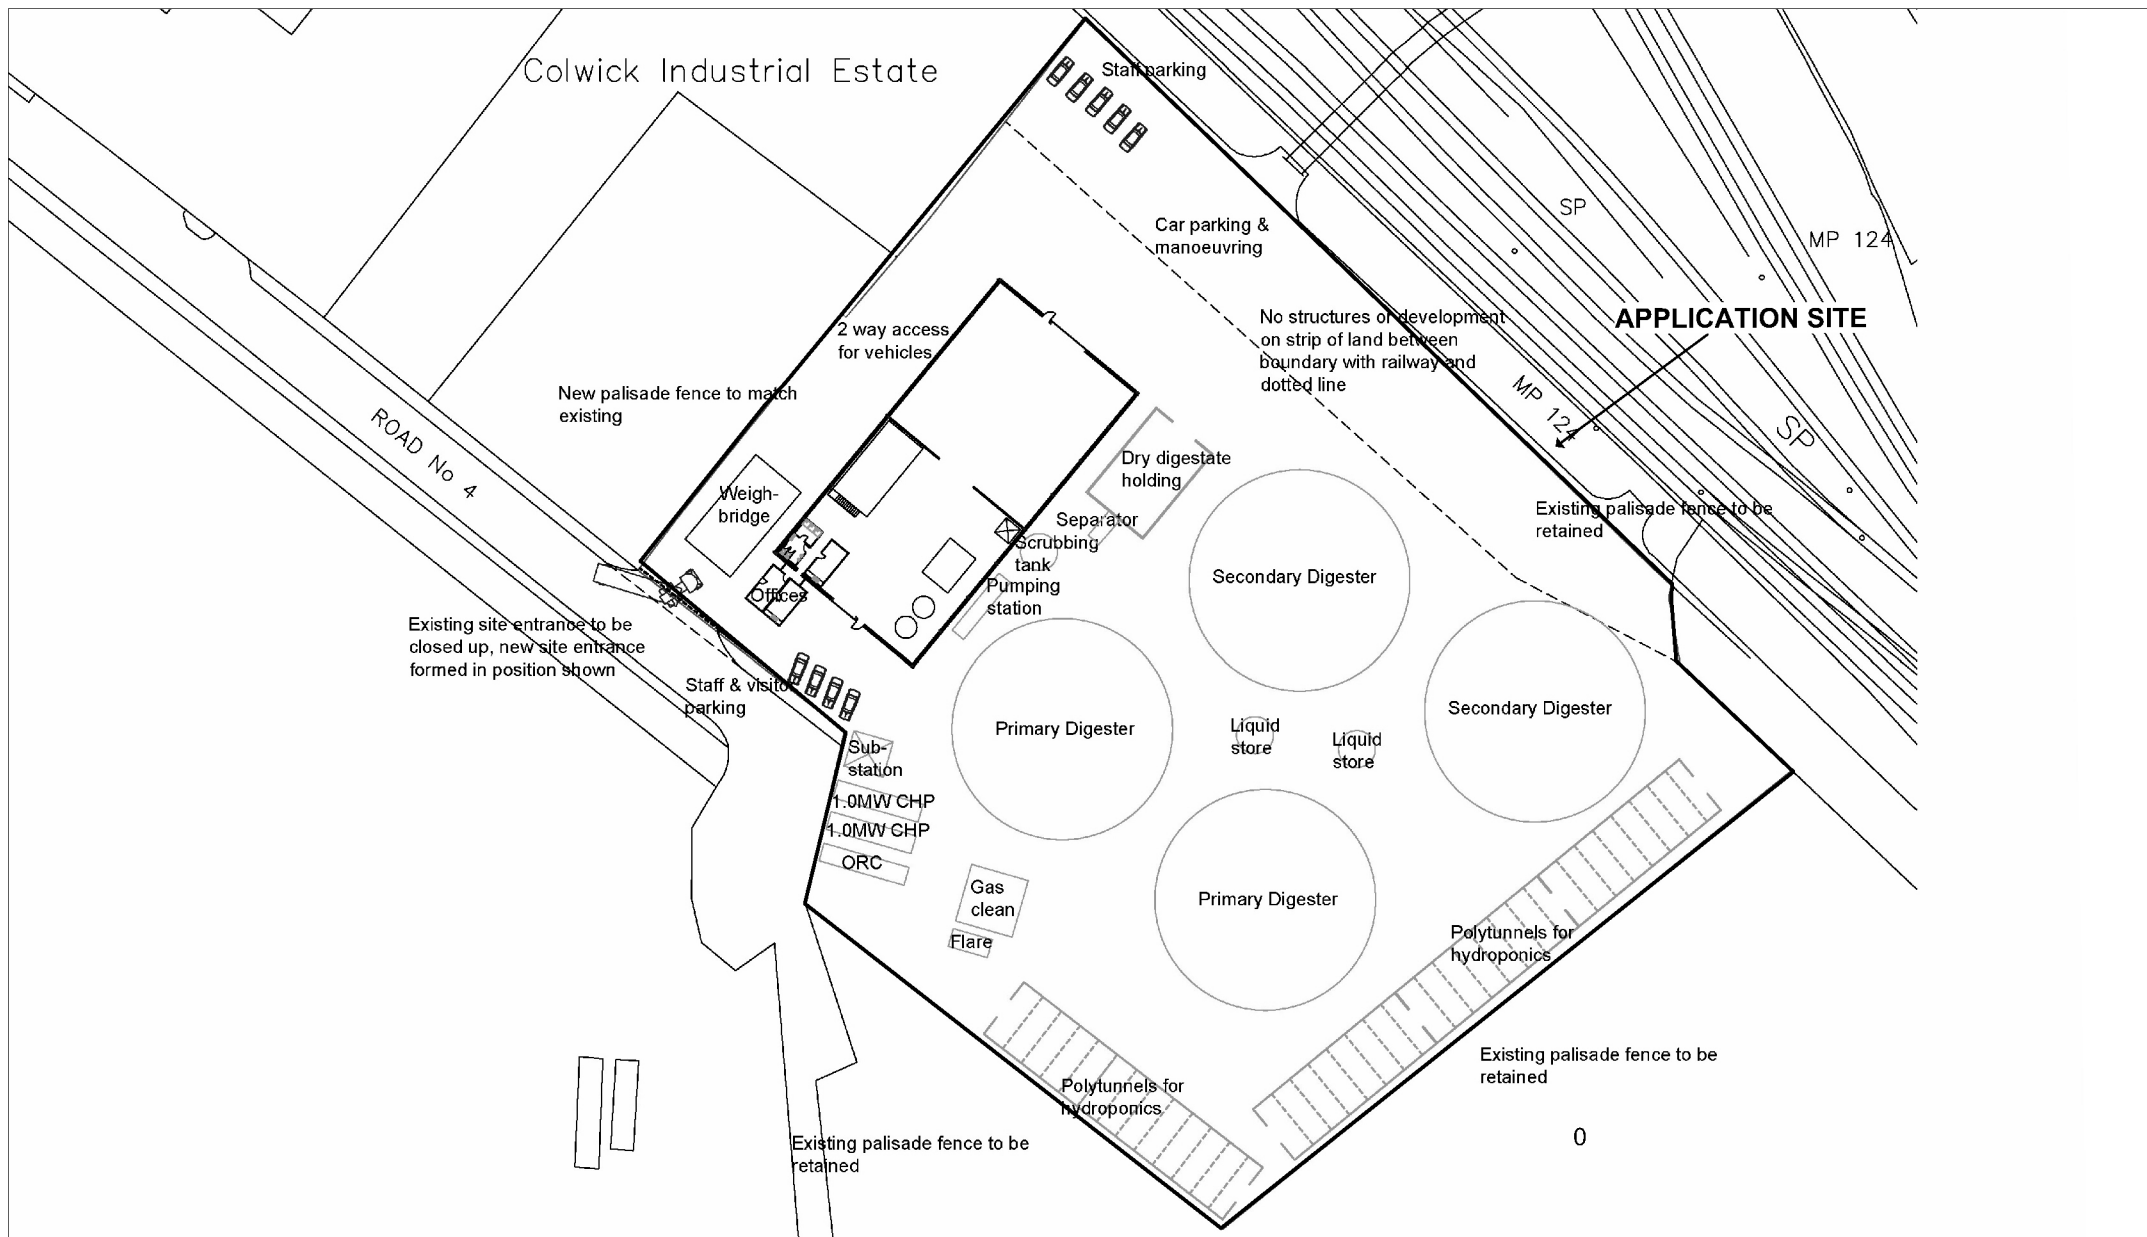 Colwick Industrial Estate
Staff parking
SP
Car parking &
manoeuvring
MP 124
APPLICATION SITE
No structures or development
on strip of land between
boundary with railway and
dotted line
2 way access
for vehicles
New palisade fence to match
existing
ROAD No 4
MP 124
SP
Dry digestate
holding
Weigh-
bridge
Separator
Scrubbing
tank
Pumping
station
Existing palisade fence to be
retained
Secondary Digester
Offices
Existing site entrance to be
closed up, new site entrance
formed in position shown
Staff & visitor
parking
Primary Digester
Liquid
store
Liquid
store
Secondary Digester
Sub-
station
1.0MW CHP
1.0MW CHP
ORC
Gas
clean
Flare
Primary Digester
Polytunnels for
hydroponics
Polytunnels for
hydroponics
Existing palisade fence to be
retained
Existing palisade fence to be
retained
0